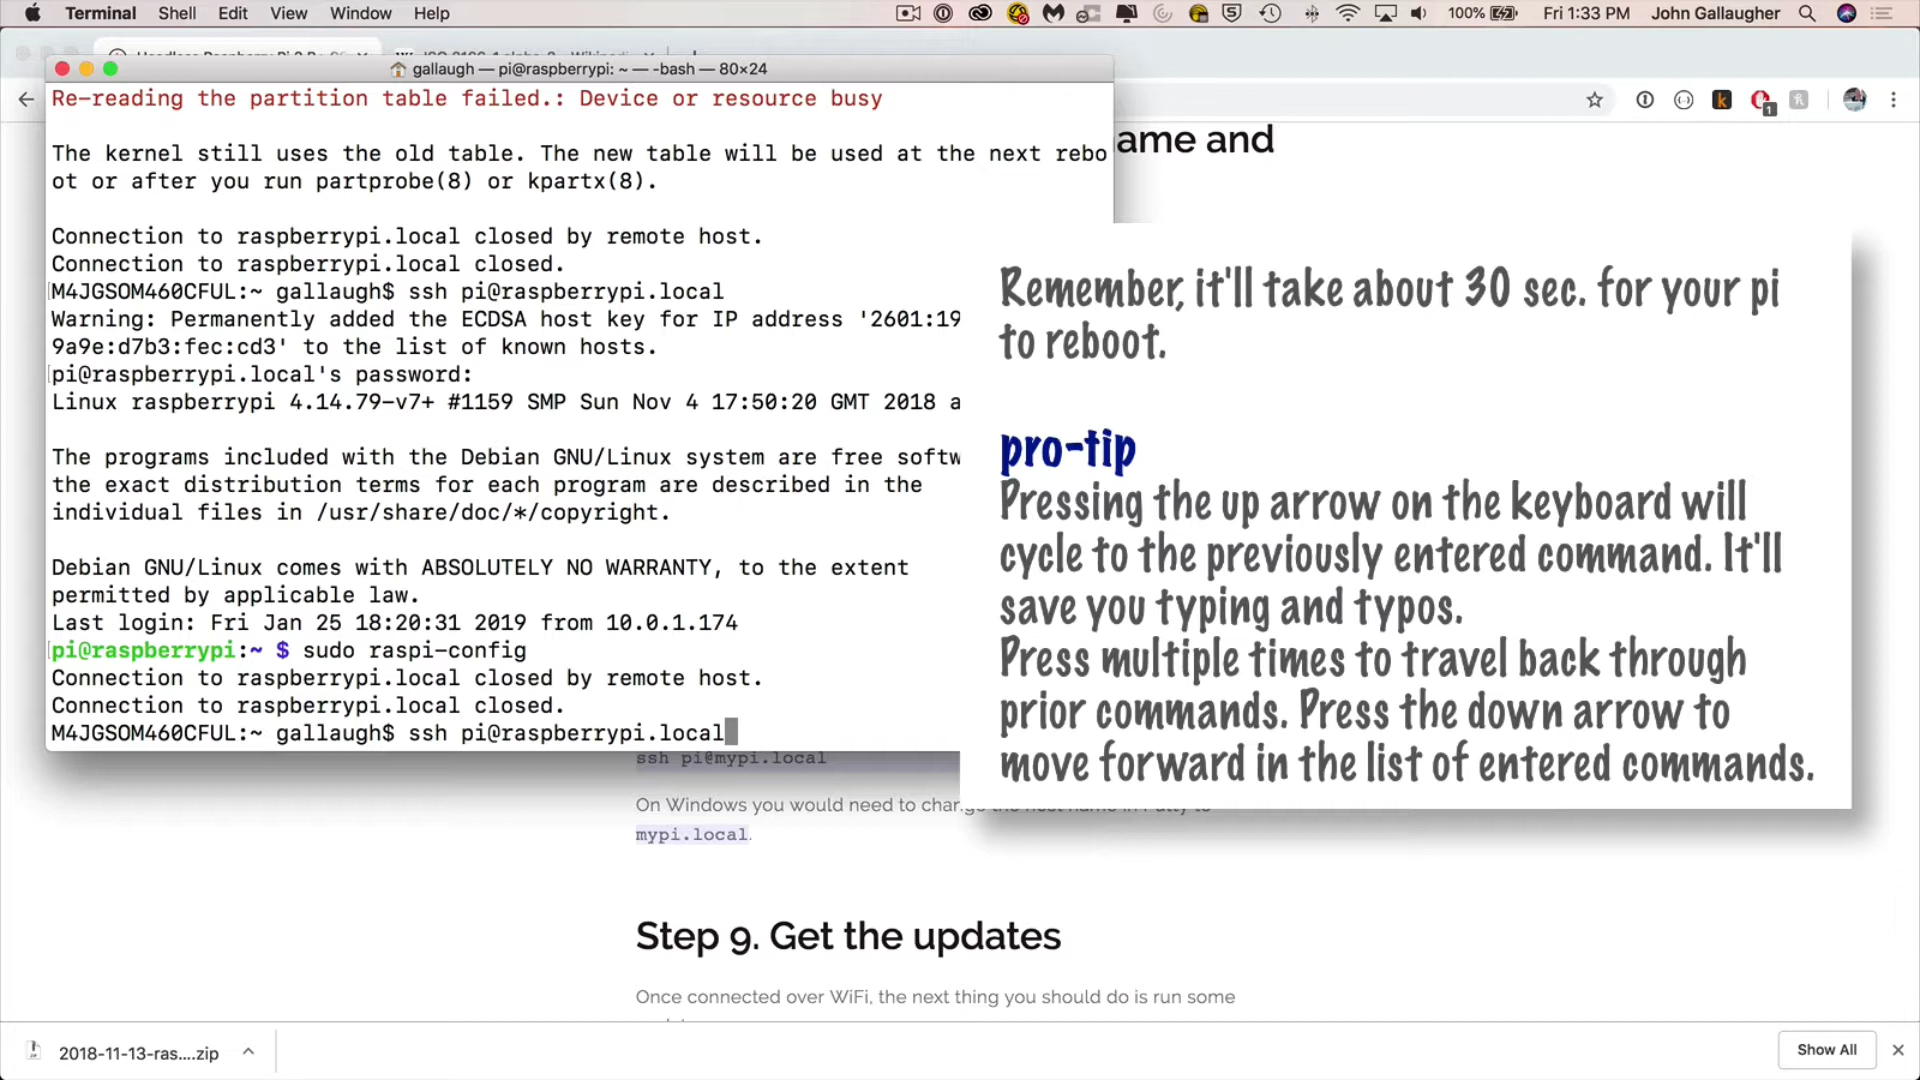 Terminal Shell Edit View Window Help
100% Fri 1:33 PM John Gallaugher
gallaugh — pi@raspberrypi: ~ — -bash — 80×24
Re-reading the partition table failed.: Device or resource busy
The kernel still uses the old table. The new table will be used at the next rebo
ot or after you run partprobe(8) or kpartx(8).
Connection to raspberrypi.local closed by remote host.
Connection to raspberrypi.local closed.
M4JGSOM460CFUL:~ gallaugh$ ssh pi@raspberrypi.local
Warning: Permanently added the ECDSA host key for IP address '2601:19
9a9e:d7b3:fec:cd3' to the list of known hosts.
pi@raspberrypi.local's password:
Linux raspberrypi 4.14.79-v7+ #1159 SMP Sun Nov 4 17:50:20 GMT 2018 a
The programs included with the Debian GNU/Linux system are free softw
the exact distribution terms for each program are described in the
individual files in /usr/share/doc/*/copyright.
Debian GNU/Linux comes with ABSOLUTELY NO WARRANTY, to the extent
permitted by applicable law.
Last login: Fri Jan 25 18:20:31 2019 from 10.0.1.174
pi@raspberrypi:~ $ sudo raspi-config
Connection to raspberrypi.local closed by remote host.
Connection to raspberrypi.local closed.
M4JGSOM460CFUL:~ gallaugh$ ssh pi@raspberrypi.local
ame and
Remember, it'll take about 30 sec. for your pi
to reboot.
pro-tip
Pressing the up arrow on the keyboard will
cycle to the previously entered command. It'll
save you typing and typos.
Press multiple times to travel back through
prior commands. Press the down arrow to
move forward in the list of entered commands.
ssh pi@mypi.local
On Windows you would need to change the host name in Putty to
mypi.local.
Step 9. Get the updates
Once connected over WiFi, the next thing you should do is run some
2018-11-13-ras....zip
Show All